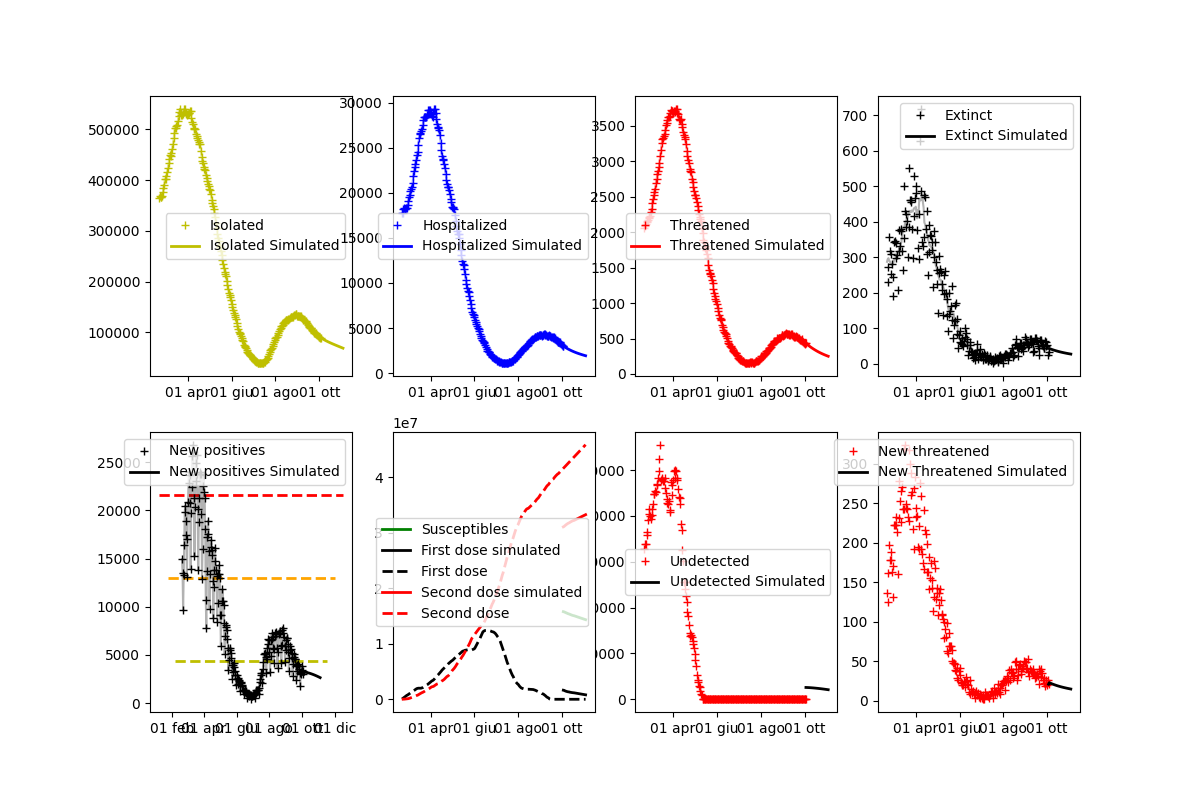 500000
400000
300000
200000
100000
Isolated
Isolated Simulated
01 apr 01 giu 01 ago 01 ott
30000
25000
20000
15000
10000
5000
0
Hospitalized
Hospitalized Simulated
01 apr 01 giu 01 ago 01 ott
3500
3000
2500
2000
1500
1000
500
0
Threatened
Threatened Simulated
01 apr 01 giu 01 ago 01 ott
700
600
500
400
300
200
100
0
Extinct
Extinct Simulated
01 apr 01 giu 01 ago 01 ott
25000
20000
15000
10000
5000
0
New positives
New positives Simulated
01 feb 01 apr 01 giu 01 ago 01 ott 01 dic
1e7
4
3
2
1
0
Susceptibles
First dose simulated
First dose
Second dose simulated
Second dose
01 apr 01 giu 01 ago 01 ott
0
Undetected
Undetected Simulated
01 apr 01 giu 01 ago 01 ott
300
250
200
150
100
50
0
New threatened
New Threatened Simulated
01 apr 01 giu 01 ago 01 ott